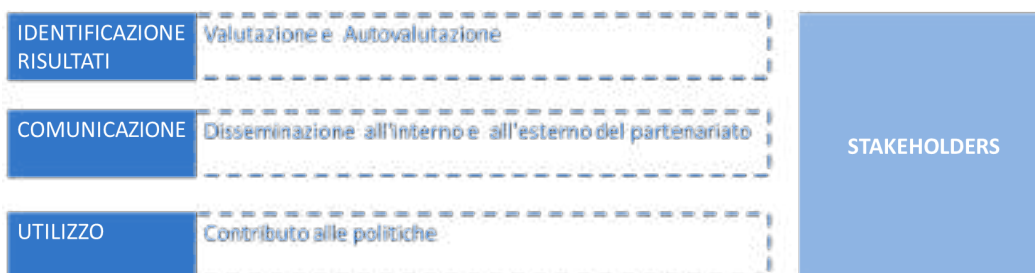 IDENTIFICAZIONE
RISULTATI
Valutazione e Autovalutazione
COMUNICAZIONE
Disseminazione all'interno e all'esterno del partenariato
UTILIZZO
Contributo alle politiche
STAKEHOLDERS